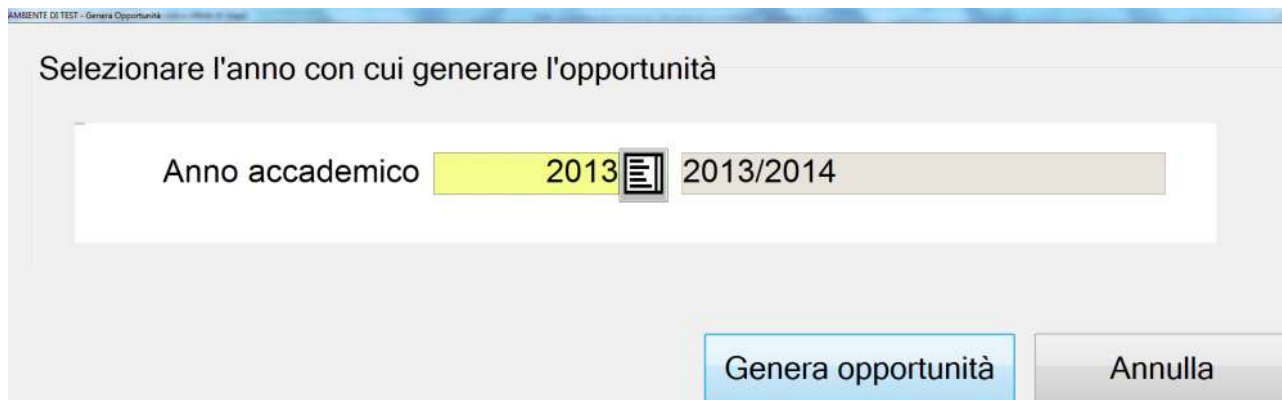 AMBIENTE DI TEST - Genera Opportunità
Selezionare l'anno con cui generare l'opportunità
Anno accademico 2013 2013/2014
Genera opportunità Annulla